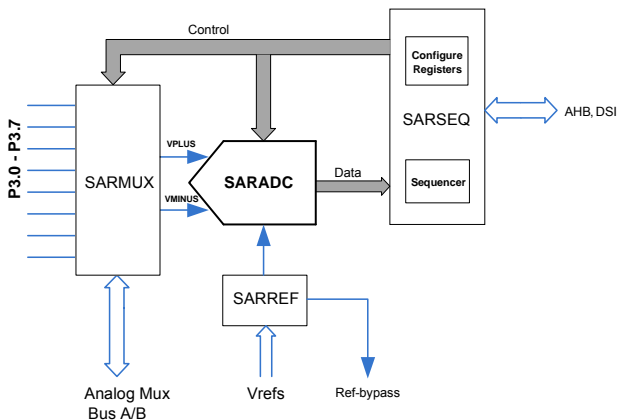 Control
Configure
Registers
SARSEQ
AHB, DSI
P3.0 - P3.7
SARMUX
VPLUS
VMINUS
SARADC
Data
Sequencer
SARREF
Analog Mux
Bus A/B
Vrefs
Ref-bypass